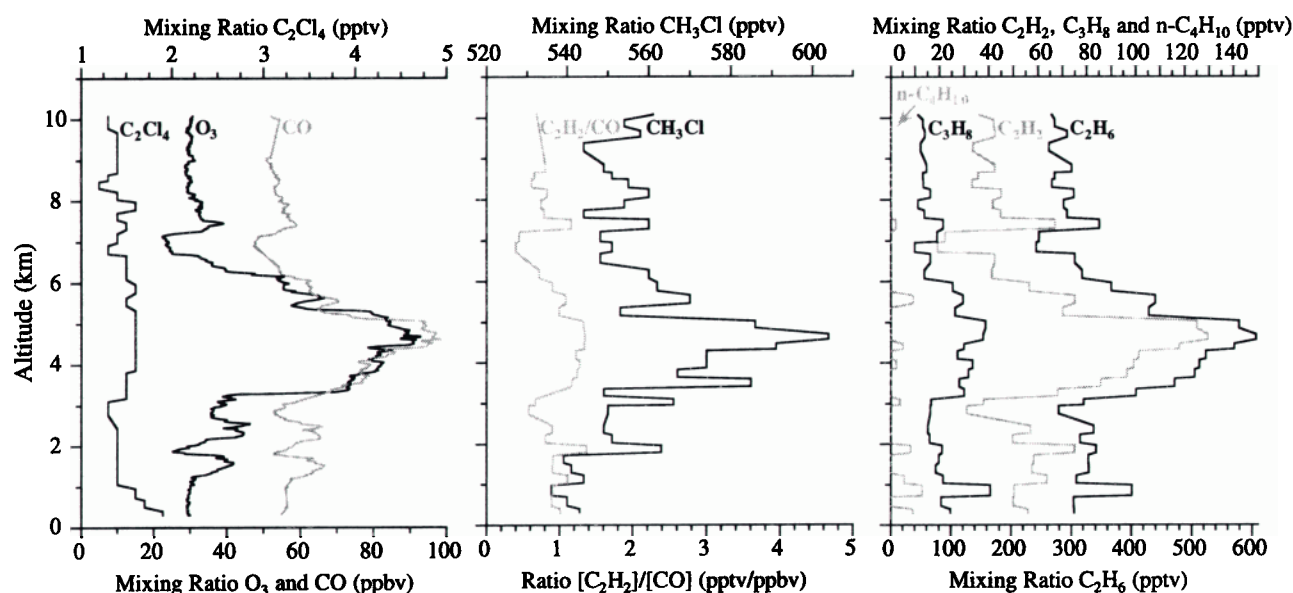 Mixing Ratio C₂Cl₄ (pptv)
1 2 3 4 5
Mixing Ratio CH₃Cl (pptv)
520 540 560 580 600
Mixing Ratio C₂H₂, C₃H₈ and n-C₄H₁₀ (pptv)
0 20 40 60 80 100 120 140
C₂Cl₄ O₃ CO
C₂H₂/CO CH₃Cl
n-C₄H₁₀
C₃H₈ C₂H₂ C₂H₆
Altitude (km)
10
8
6
4
2
0
0 20 40 60 80 100
Mixing Ratio O₃ and CO (ppbv)
0 1 2 3 4 5
Ratio [C₂H₂]/[CO] (pptv/ppbv)
0 100 200 300 400 500 600
Mixing Ratio C₂H₆ (pptv)